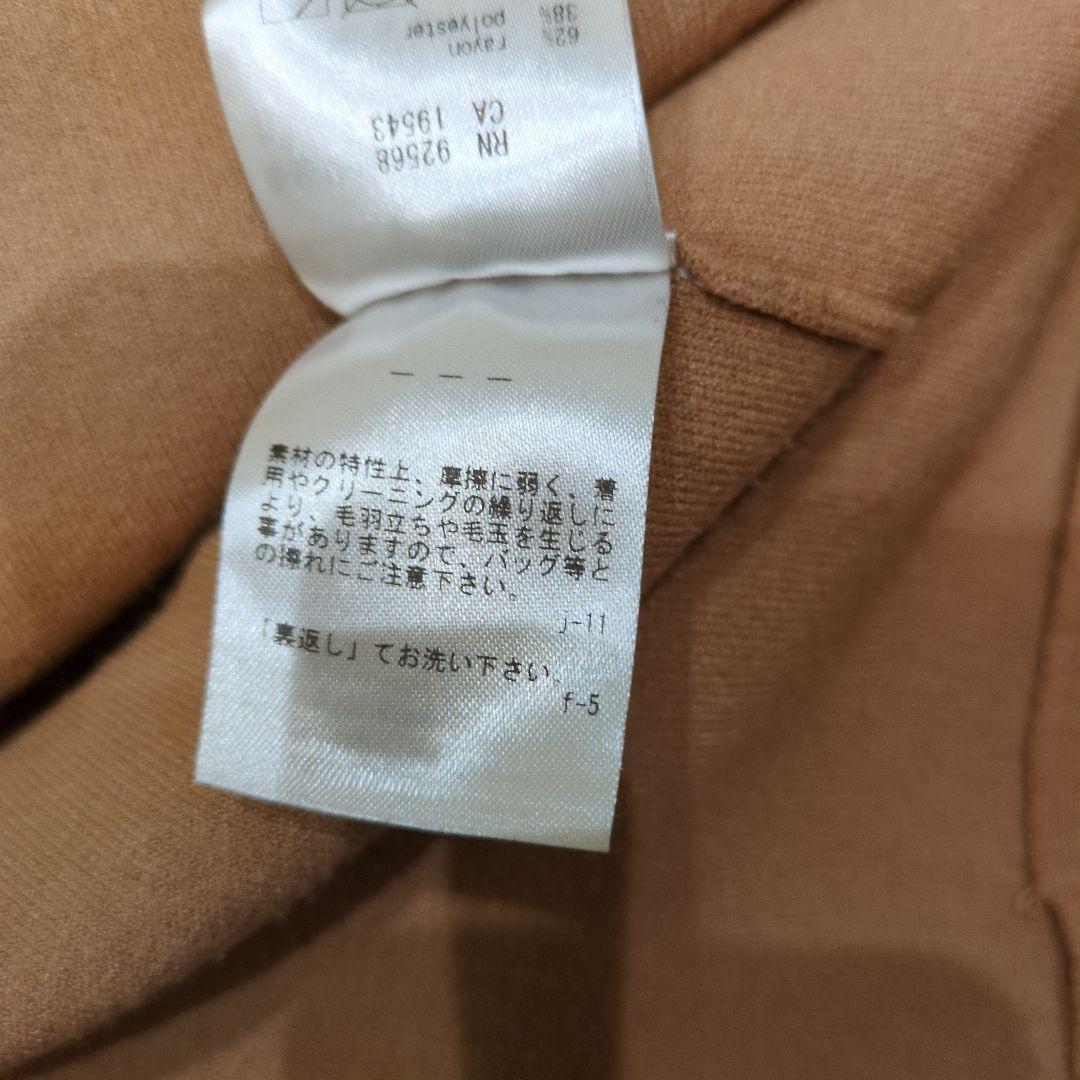 RN 92568
CA 19543
62% rayon
38% polyester
― ― ―
素材の特性上、摩擦に弱く、着
用やクリーニングの繰り返しに
より、毛羽立ちや毛玉を生じる
事がありますので、バッグ等と
の擦れにご注意下さい。
j-11
「裏返し」てお洗い下さい。
f-5